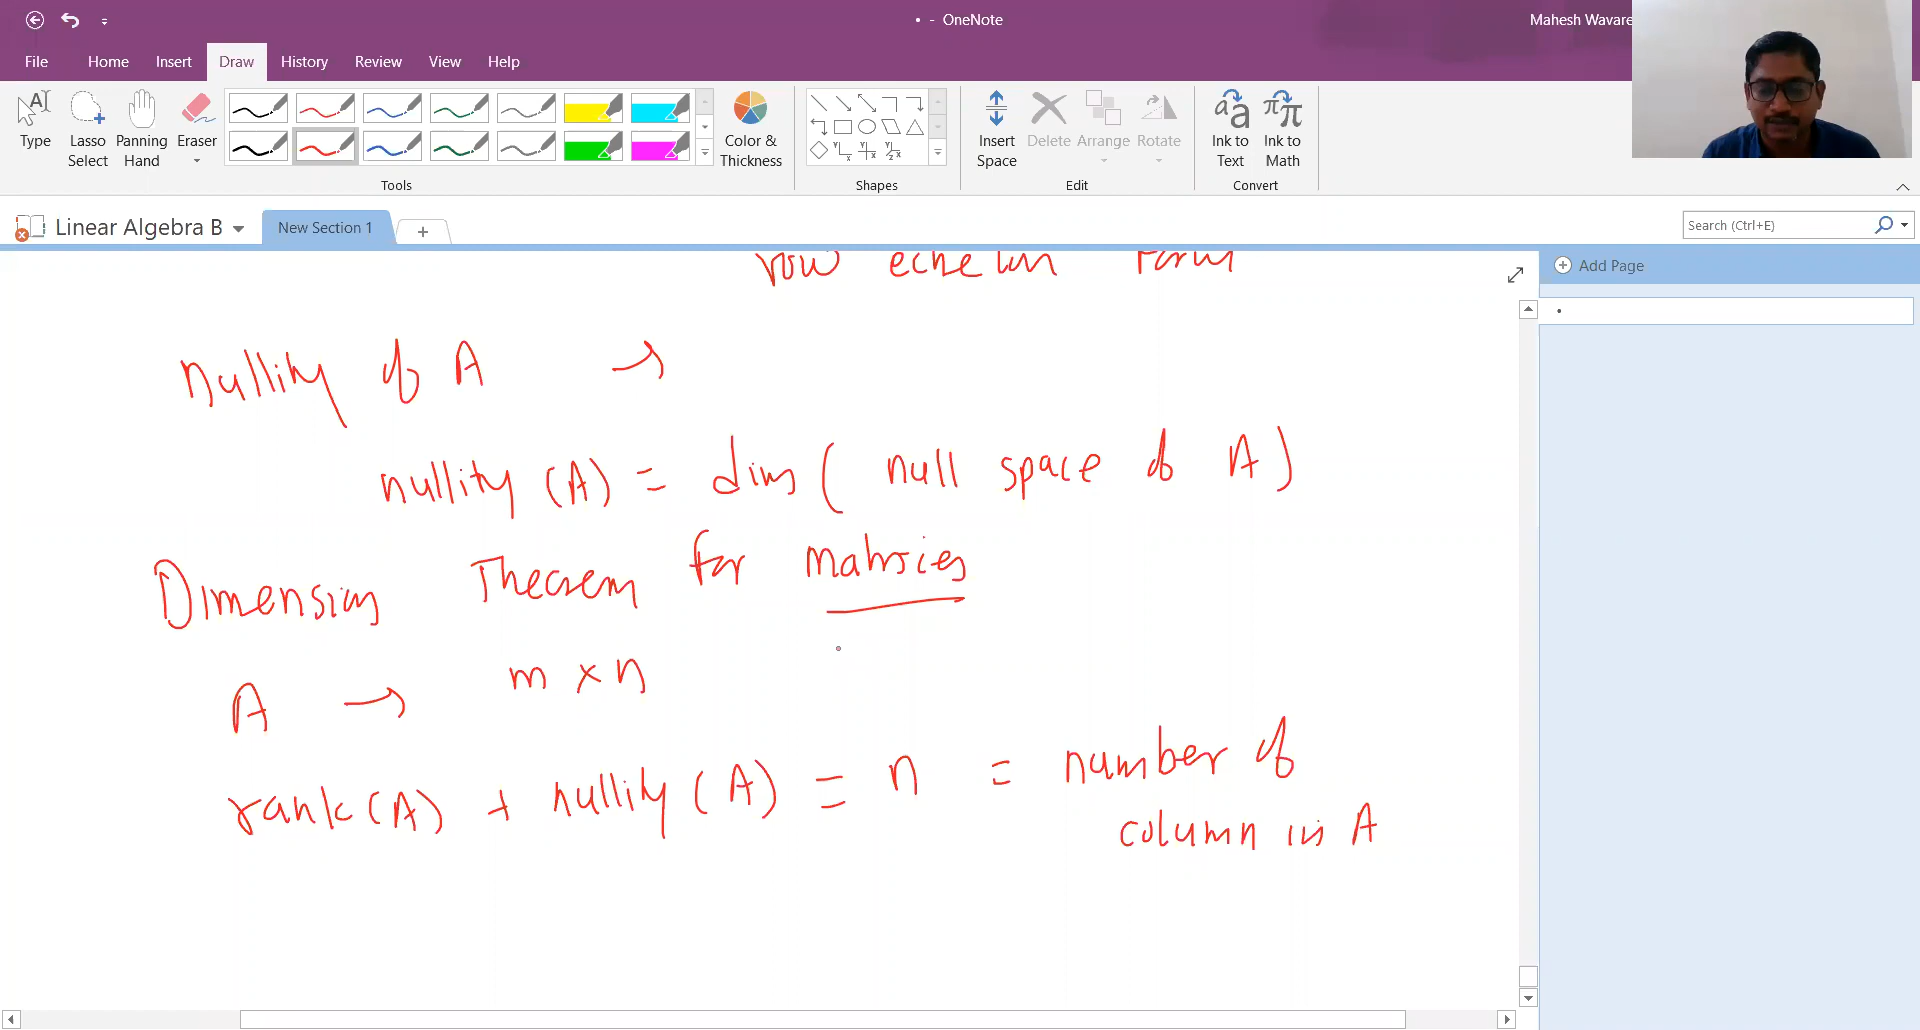 • - OneNote
Mahesh Wavare
File Home Insert Draw History Review View Help
Type
Lasso Select
Panning Hand
Eraser
Color & Thickness
Insert Space
Delete
Arrange
Rotate
Ink to Text
Ink to Math
Tools
Shapes
Edit
Convert
Linear Algebra B
New Section 1
Search (Ctrl+E)
Add Page
row echelon form
nullity of A →
nullity (A) = dim ( null space of A )
Dimension Theorem for matrices
A → m × n
rank(A) + nullity (A) = n = number of
column in A